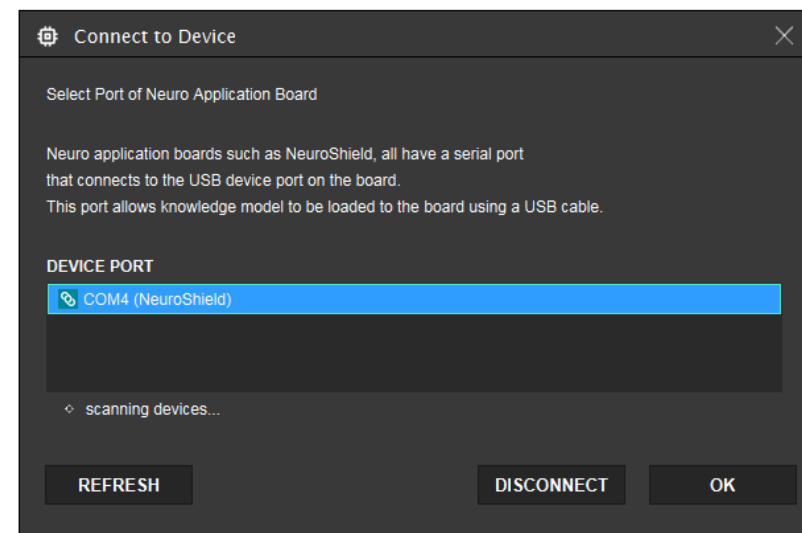 Connect to Device
Select Port of Neuro Application Board
Neuro application boards such as NeuroShield, all have a serial port
that connects to the USB device port on the board.
This port allows knowledge model to be loaded to the board using a USB cable.
DEVICE PORT
COM4 (NeuroShield)
scanning devices...
REFRESH
DISCONNECT
OK